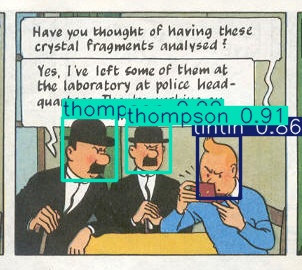 Have you thought of having these
crystal fragments analysed?
Yes, I've left some of them at
the laboratory at police head-
thompson 0.91
tintin 0.86